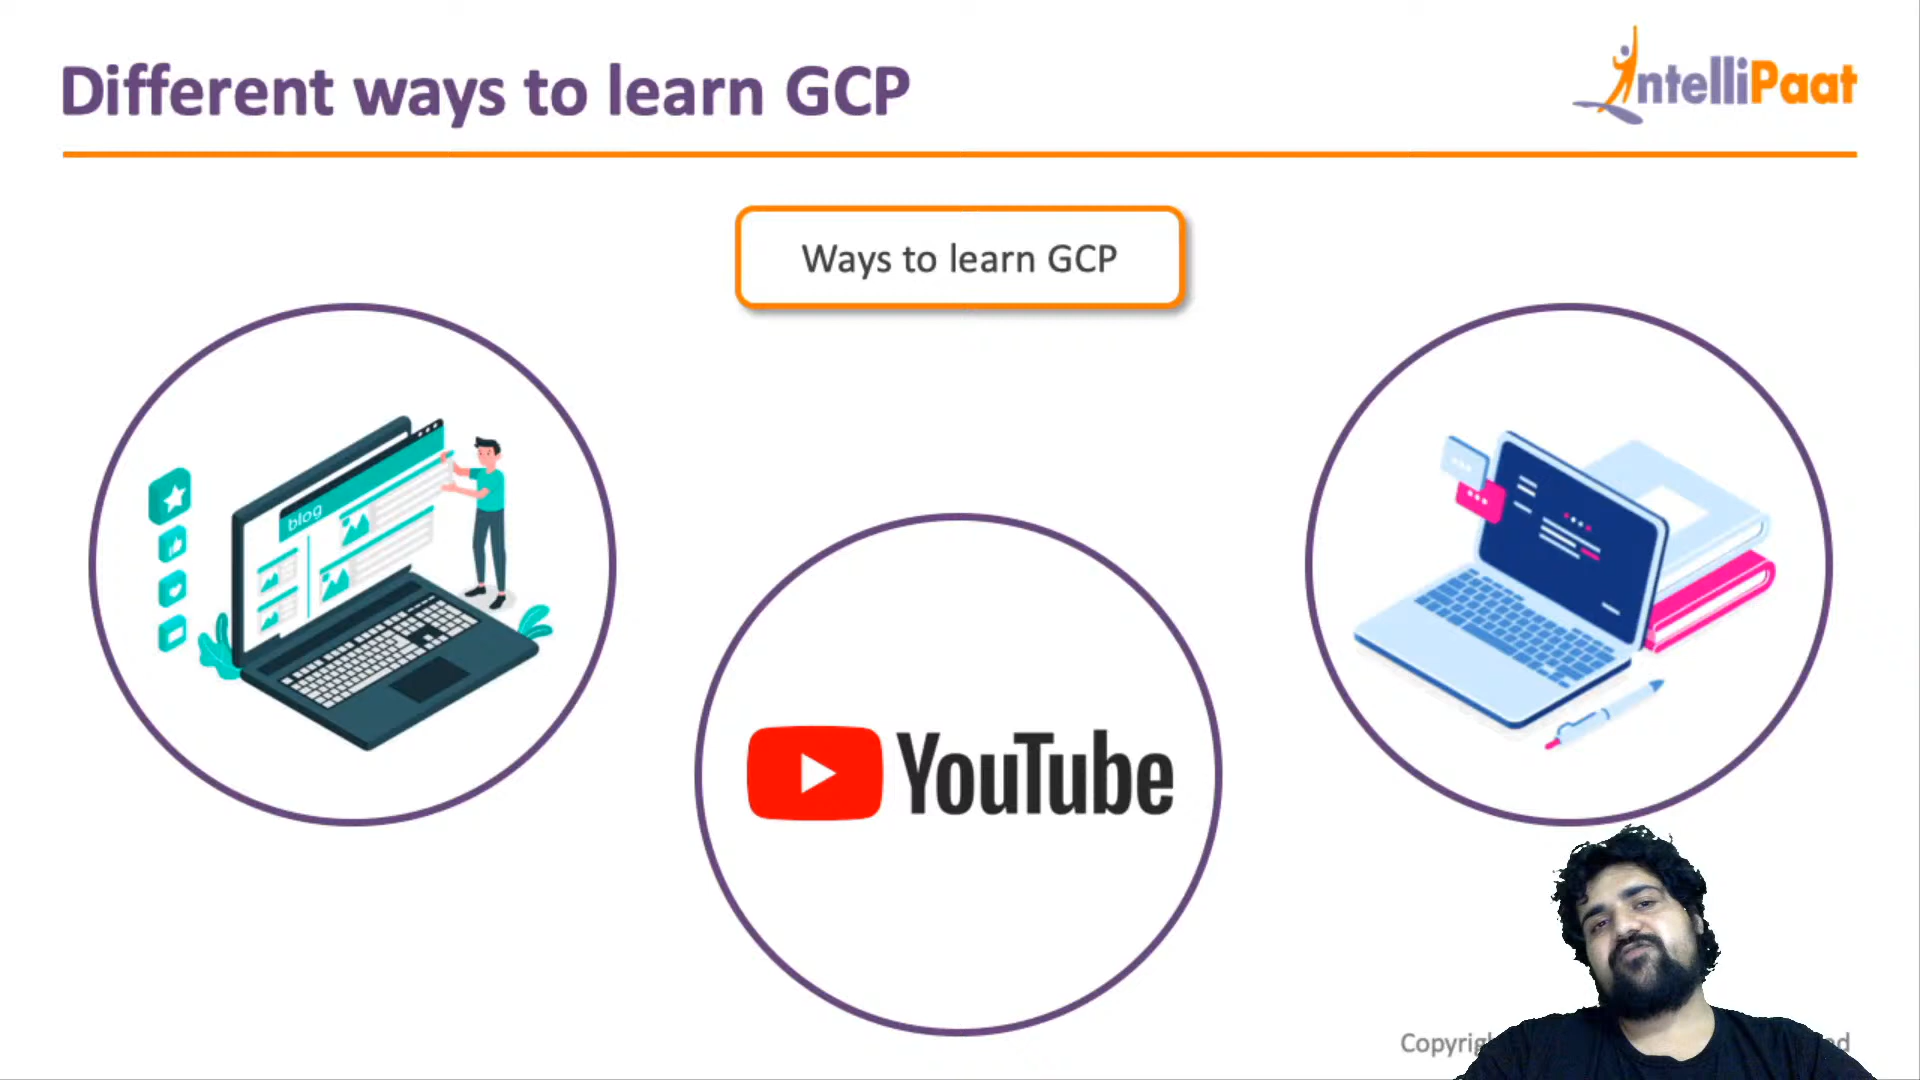 Different ways to learn GCP
IntelliPaat
Ways to learn GCP
blog
YouTube